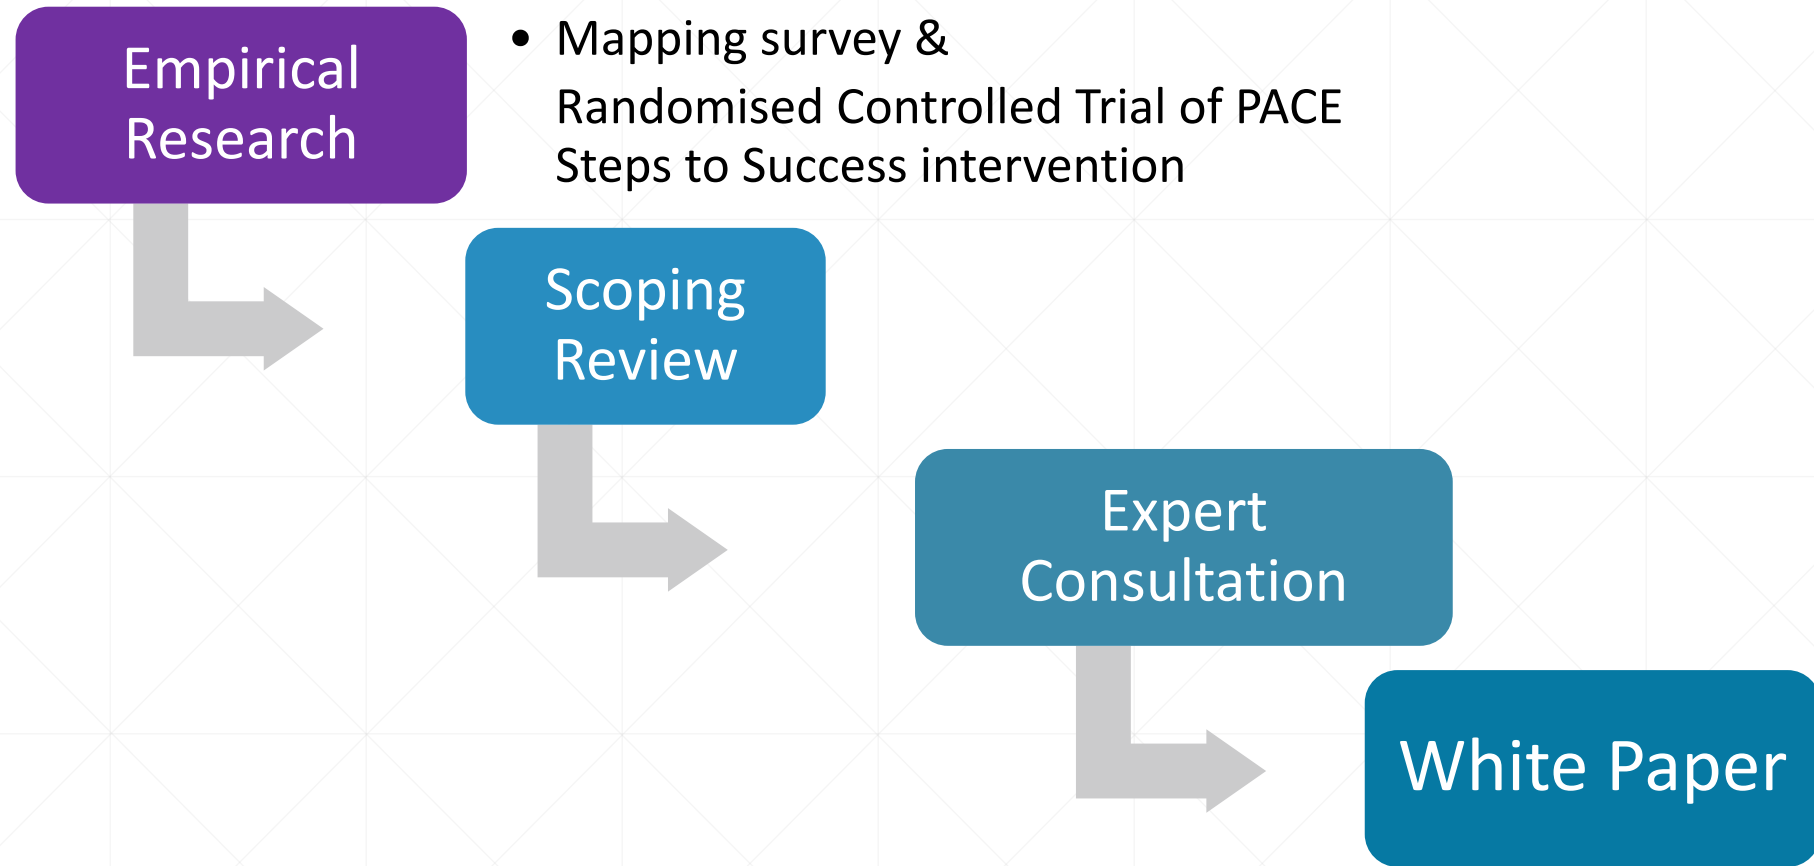 Empirical
Research
• Mapping survey &
Randomised Controlled Trial of PACE
Steps to Success intervention
Scoping
Review
Expert
Consultation
White Paper